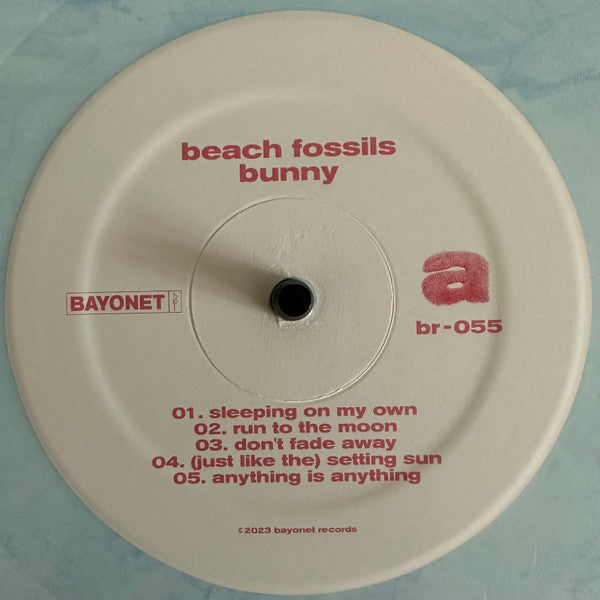 beach fossils
bunny
BAYONET
a
br-055
01. sleeping on my own
02. run to the moon
03. don't fade away
04. (just like the) setting sun
05. anything is anything
©2023 bayonet records